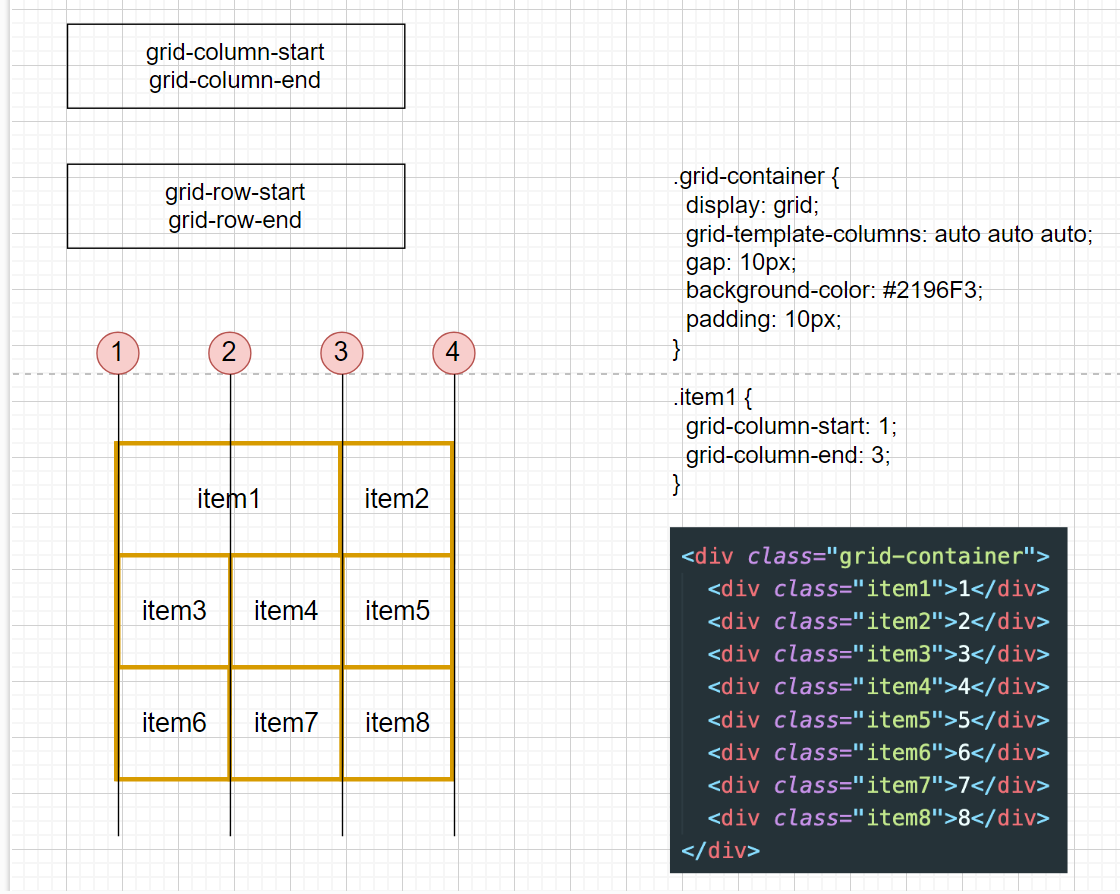 grid-column-start
grid-column-end
grid-row-start
grid-row-end
1 2 3 4
item1 item2
item3 item4 item5
item6 item7 item8
.grid-container {
  display: grid;
  grid-template-columns: auto auto auto;
  gap: 10px;
  background-color: #2196F3;
  padding: 10px;
}
.item1 {
  grid-column-start: 1;
  grid-column-end: 3;
}
<div class="grid-container">
  <div class="item1">1</div>
  <div class="item2">2</div>
  <div class="item3">3</div>
  <div class="item4">4</div>
  <div class="item5">5</div>
  <div class="item6">6</div>
  <div class="item7">7</div>
  <div class="item8">8</div>
</div>